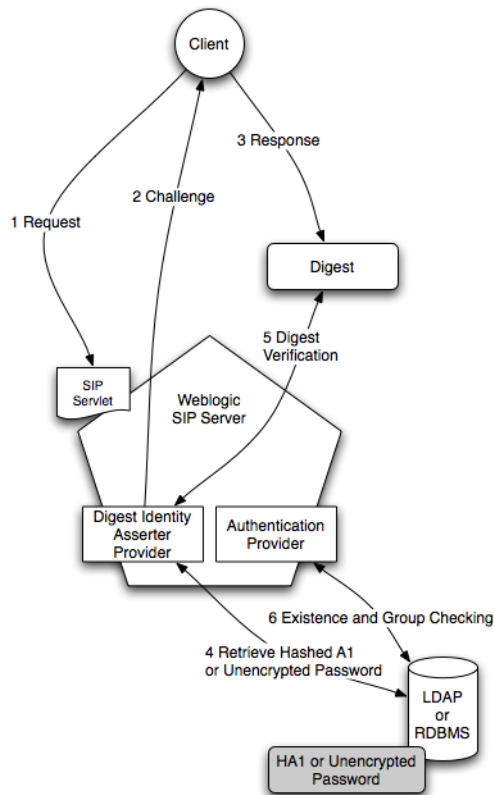 Client
3 Response
2 Challenge
1 Request
Digest
5 Digest
Verification
SIP
Servlet
Weblogic
SIP Server
Digest Identity
Asserter
Provider
Authentication
Provider
6 Existence and Group Checking
4 Retrieve Hashed A1
or Unencrypted Password
LDAP
or
RDBMS
HA1 or Unencrypted
Password